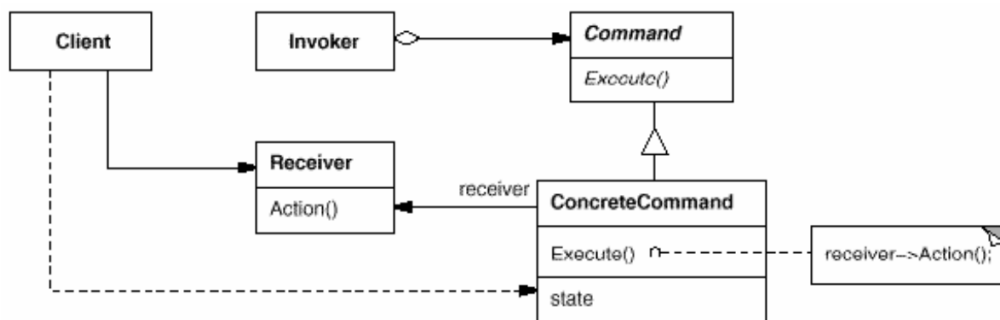 Client
Invoker
Command
Execute()
Receiver
Action()
receiver
ConcreteCommand
Execute()
receiver-->Action();
state